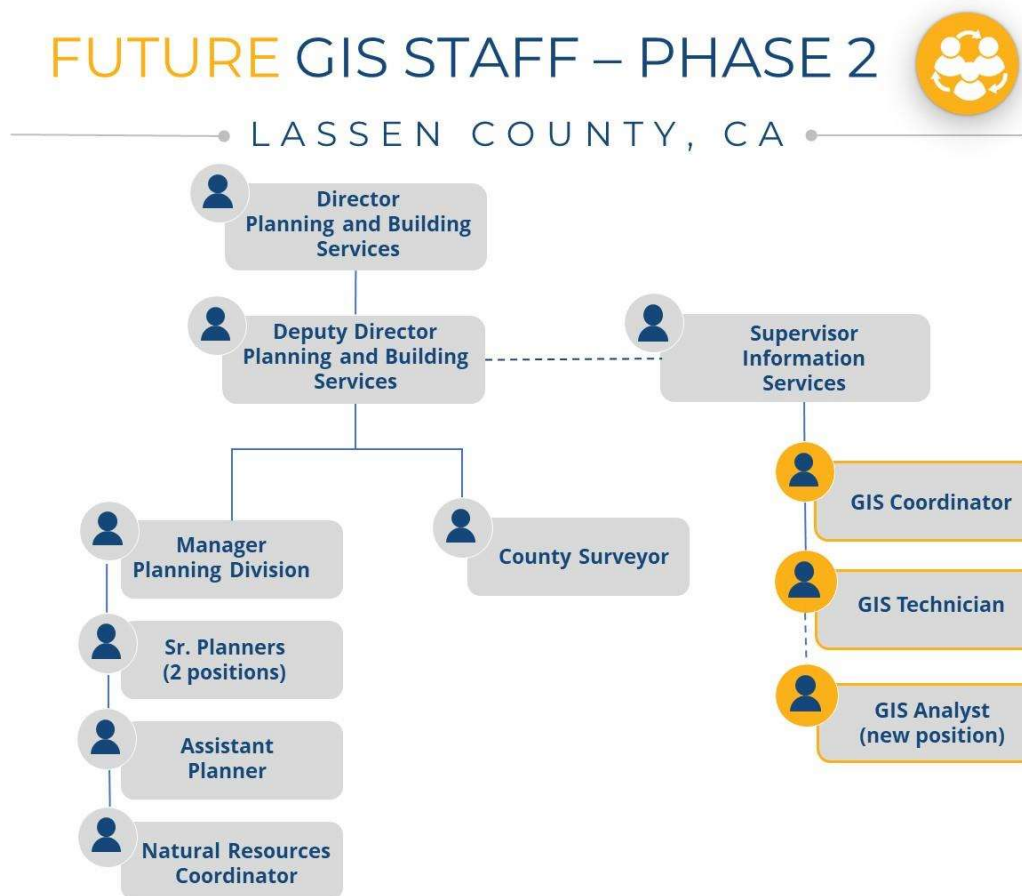 FUTURE GIS STAFF – PHASE 2
LASSEN COUNTY, CA
Director
Planning and Building
Services
Deputy Director
Planning and Building
Services
Supervisor
Information
Services
GIS Coordinator
Manager
Planning Division
County Surveyor
GIS Technician
Sr. Planners
(2 positions)
GIS Analyst
(new position)
Assistant
Planner
Natural Resources
Coordinator